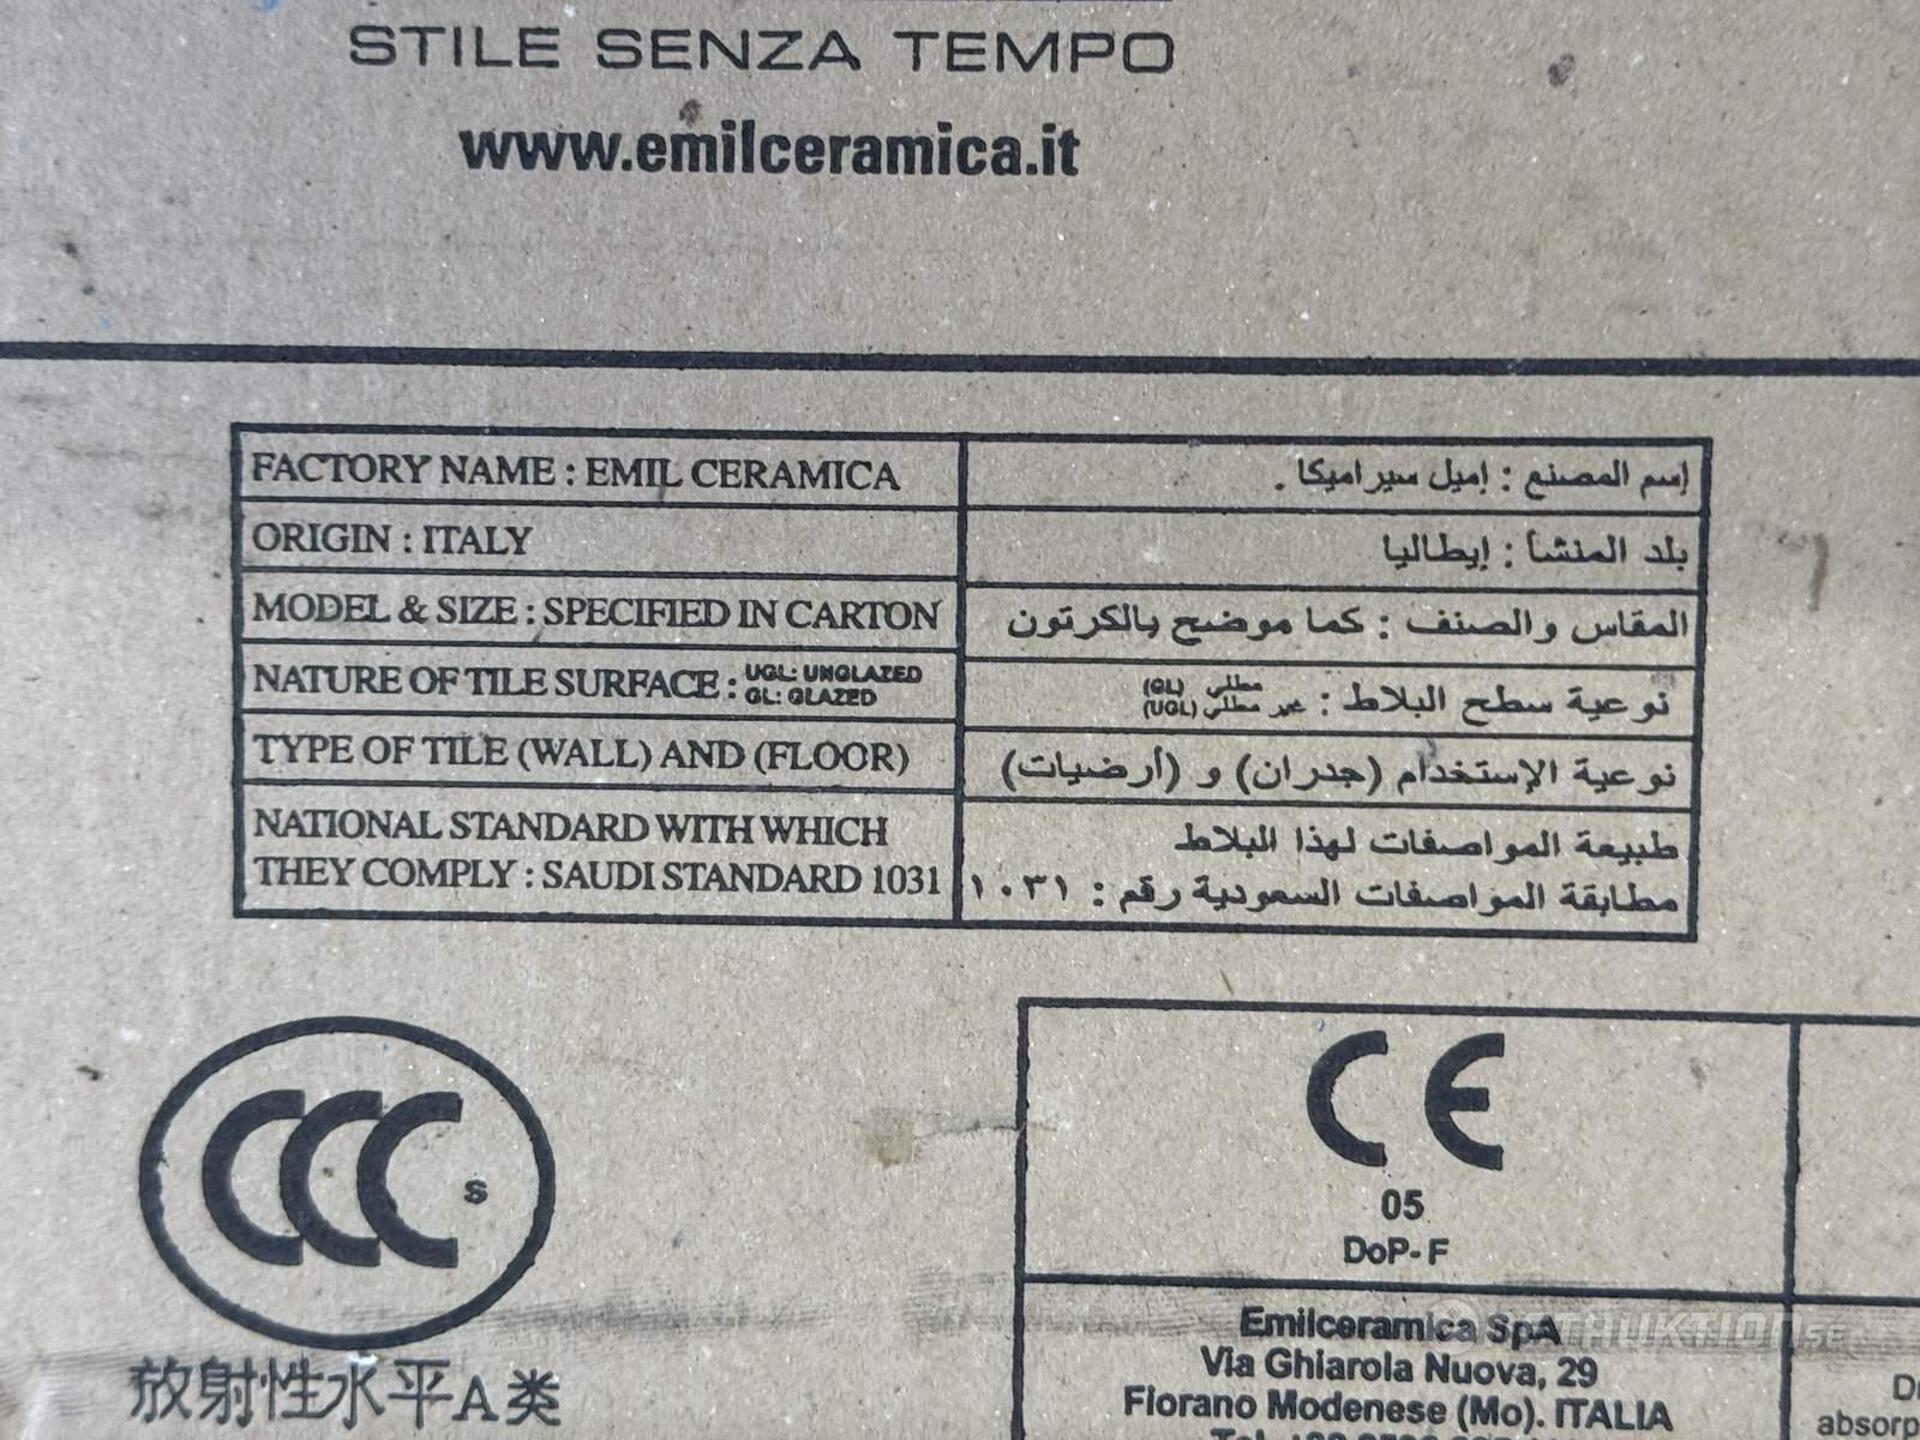 STILE SENZA TEMPO
www.emilceramica.it
FACTORY NAME : EMIL CERAMICA
إسم المصنع : إميل سيراميكا .
ORIGIN : ITALY
بلد المنشأ : إيطاليا
MODEL & SIZE : SPECIFIED IN CARTON
المقاس والصنف : كما موضح بالكرتون
NATURE OF TILE SURFACE : UGL: UNGLAZED
GL: GLAZED
نوعية سطح البلاط : مطلي (GL)
غير مطلي (UGL)
TYPE OF TILE (WALL) AND (FLOOR)
نوعية الإستخدام (جدران) و (أرضيات)
NATIONAL STANDARD WITH WHICH
THEY COMPLY : SAUDI STANDARD 1031
طبيعة المواصفات لهذا البلاط
مطابقة المواصفات السعودية رقم : ١٠٣١
CCC s
放射性水平A类
CE
05
DoP- F
Emilceramica SpA
Via Ghiarola Nuova, 29
Fiorano Modenese (Mo). ITALIA